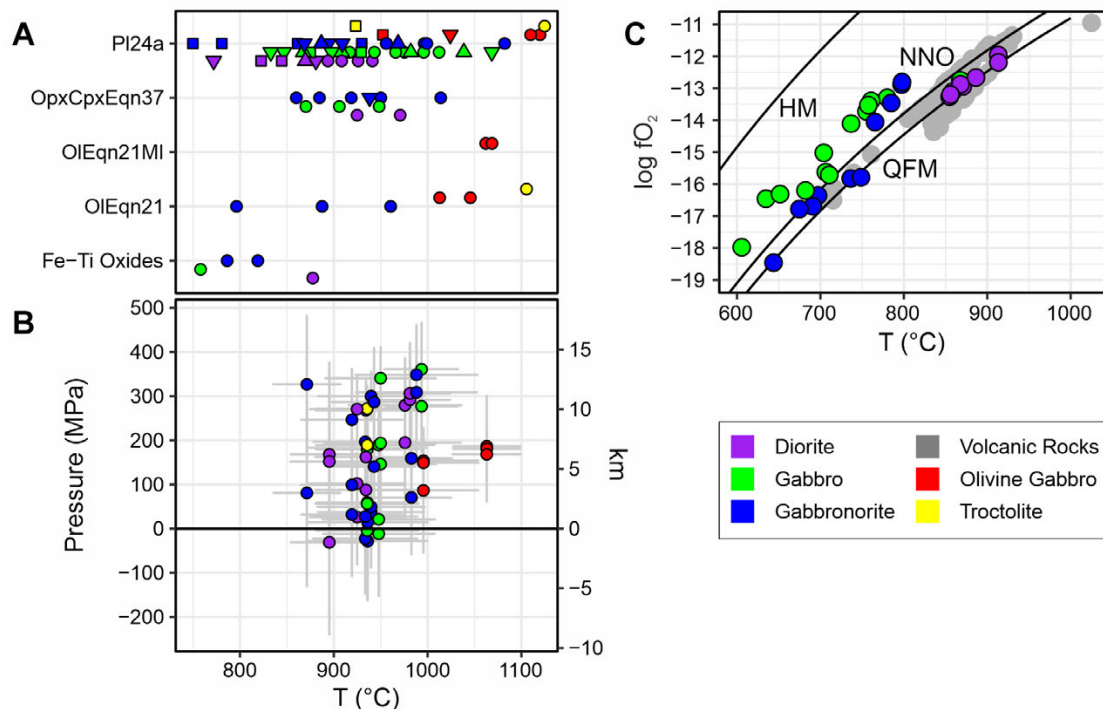 A
Pl24a
OpxCpxEqn37
OlEqn21MI
OlEqn21
Fe−Ti Oxides
B
Pressure (MPa)
500
400
300
200
100
0
−100
−200
15
10
5
0
−5
−10
km
800
900
1000
1100
T (°C)
C
log fO2
−11
−12
−13
−14
−15
−16
−17
−18
−19
HM
NNO
QFM
600
700
800
900
1000
T (°C)
Diorite
Gabbro
Gabbronorite
Volcanic Rocks
Olivine Gabbro
Troctolite